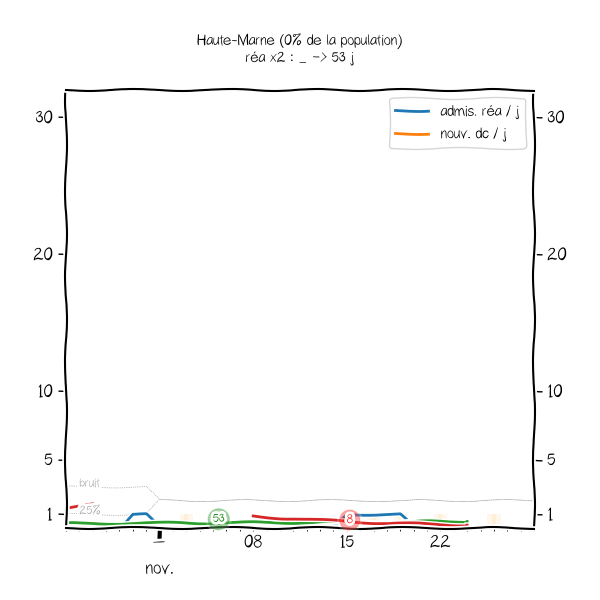 Haute-Marne (0% de la population)
réa x2 : _ -> 53 j
admis. réa / j
nouv. dc / j
30
30
20
20
10
10
5
5
bruit
25%
1
1
53
8
1
08
15
22
nov.